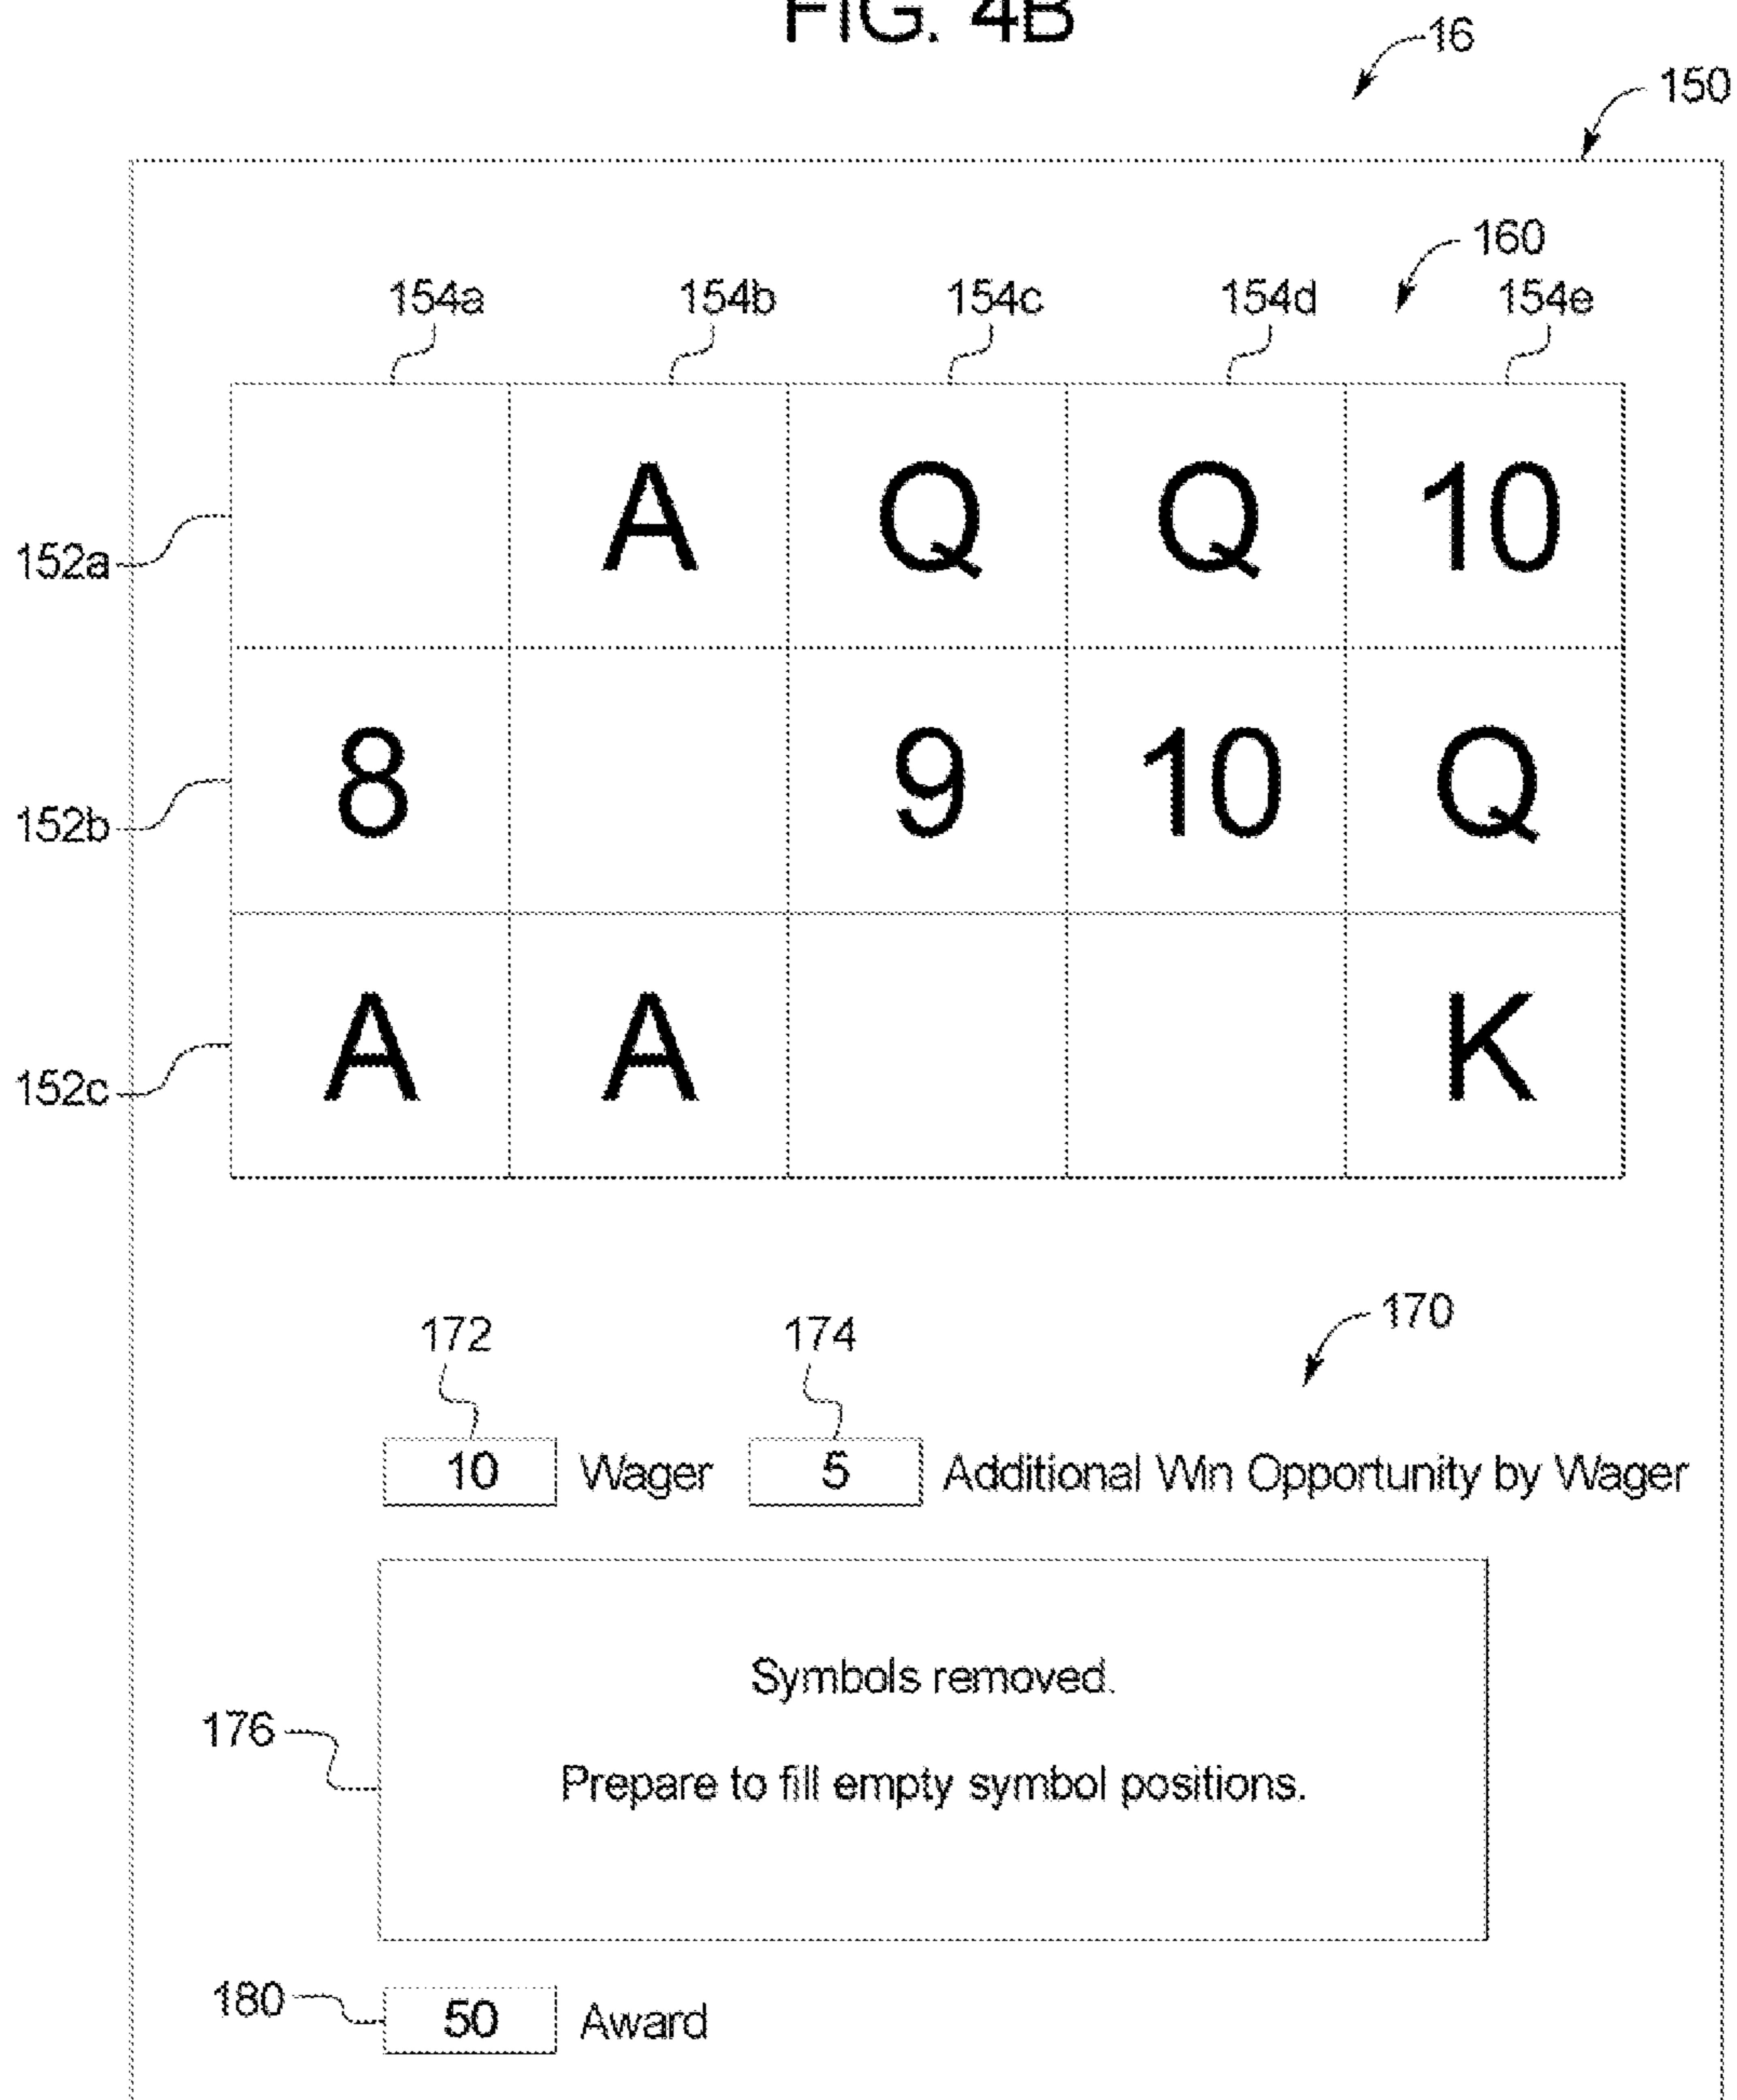 FIG. 4B
16
150
160
154a 154b 154c 154d 154e
A Q Q 10
152a
8 9 10 Q
152b
A A K
152c
170
172 174
10 Wager 5 Additional Win Opportunity by Wager
Symbols removed.
176
Prepare to fill empty symbol positions.
180 50 Award